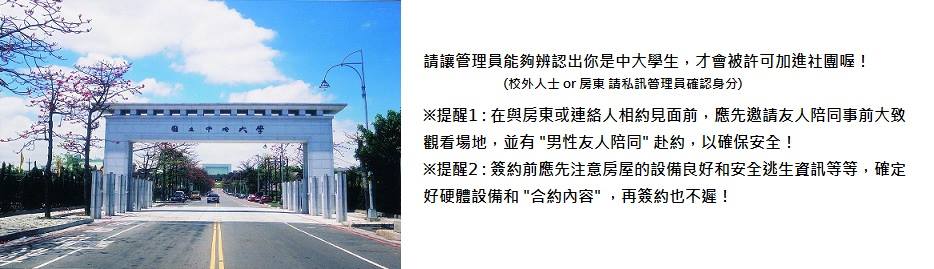 國立中央大學
請讓管理員能夠辨認出你是中大學生，才會被許可加進社團喔！
(校外人士 or 房東 請私訊管理員確認身分)
※提醒1 : 在與房東或連絡人相約見面前，應先邀請友人陪同事前大致
觀看場地，並有 "男性友人陪同" 赴約，以確保安全！
※提醒2 : 簽約前應先注意房屋的設備良好和安全逃生資訊等等，確定
好硬體設備和 "合約內容" ，再簽約也不遲！